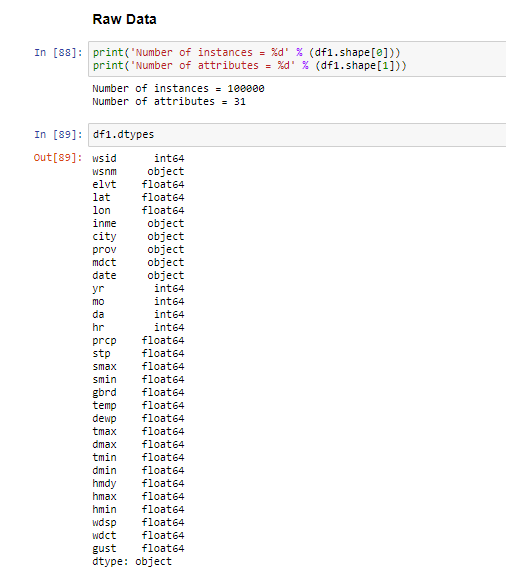 Raw Data
In [88]: print('Number of instances = %d' % (df1.shape[0]))
print('Number of attributes = %d' % (df1.shape[1]))
Number of instances = 100000
Number of attributes = 31
In [89]: df1.dtypes
Out[89]: wsid int64
wsnm object
elvt float64
lat float64
lon float64
inme object
city object
prov object
mdct object
date object
yr int64
mo int64
da int64
hr int64
prcp float64
stp float64
smax float64
smin float64
gbrd float64
temp float64
dewp float64
tmax float64
dmax float64
tmin float64
dmin float64
hmdy float64
hmax float64
hmin float64
wdsp float64
wdct float64
gust float64
dtype: object